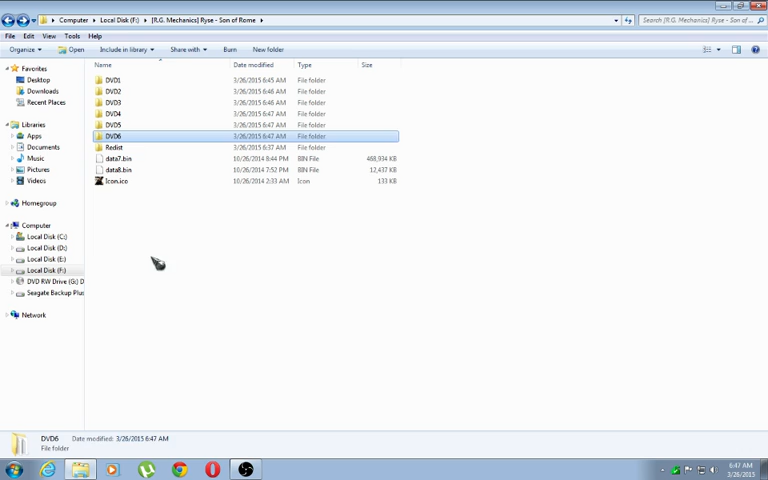 Computer ▸ Local Disk (F:) ▸ [R.G. Mechanics] Ryse - Son of Rome ▸
Search [R.G. Mechanics] Ryse - Son of...
File Edit View Tools Help
Organize Open Include in library Share with Burn New folder
Name Date modified Type Size
Favorites
Desktop
Downloads
Recent Places
Libraries
Apps
Documents
Music
Pictures
Videos
Homegroup
Computer
Local Disk (C:)
Local Disk (D:)
Local Disk (E:)
Local Disk (F:)
DVD RW Drive (G:) D
Seagate Backup Plus
Network
DVD1 3/26/2015 6:45 AM File folder
DVD2 3/26/2015 6:46 AM File folder
DVD3 3/26/2015 6:46 AM File folder
DVD4 3/26/2015 6:47 AM File folder
DVD5 3/26/2015 6:47 AM File folder
DVD6 3/26/2015 6:47 AM File folder
Redist 3/26/2015 6:37 AM File folder
data7.bin 10/26/2014 8:44 PM BIN File 468,934 KB
data8.bin 10/26/2014 7:52 PM BIN File 12,437 KB
Icon.ico 10/26/2014 2:33 AM Icon 133 KB
DVD6 Date modified: 3/26/2015 6:47 AM
File folder
6:47 AM
3/26/2015